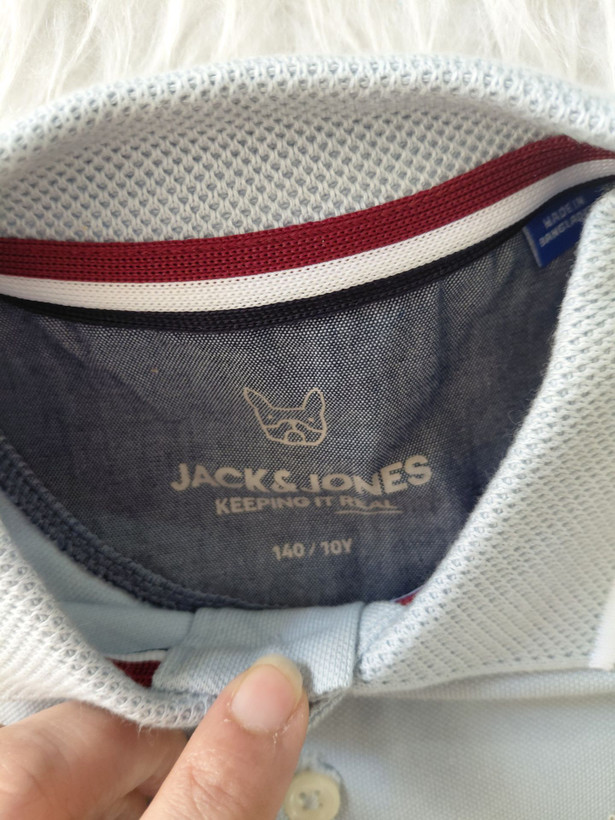 MADE IN
JACK & JONES
KEEPING IT REAL
140 / 10Y